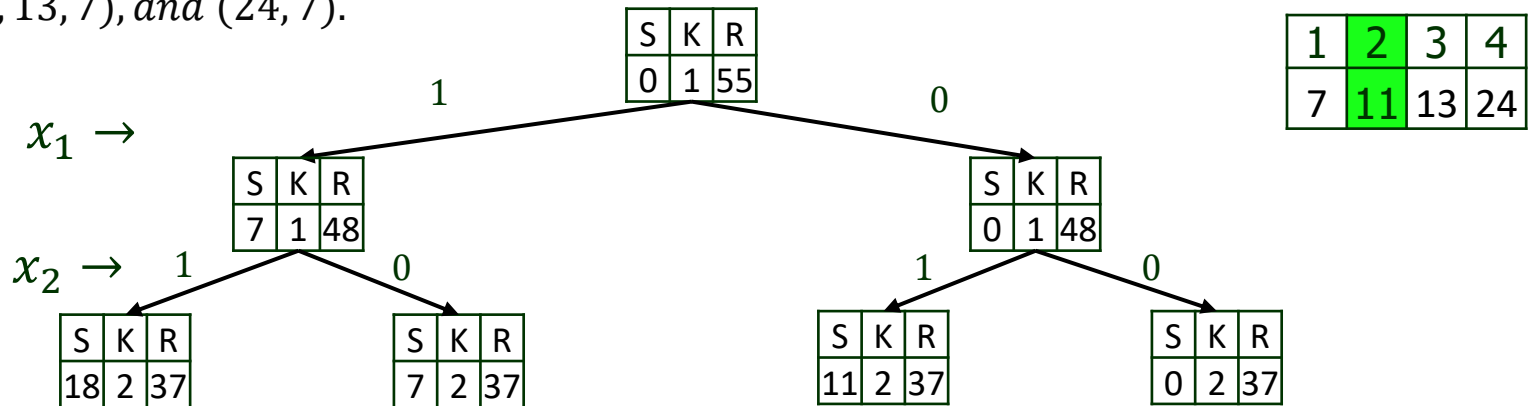 , 13, 7), and (24, 7).
S K R
0 1 55
1 2 3 4
7 11 13 24
1 0
x₁ →
S K R
7 1 48
S K R
0 1 48
x₂ → 1 0 1 0
S K R
18 2 37
S K R
7 2 37
S K R
11 2 37
S K R
0 2 37